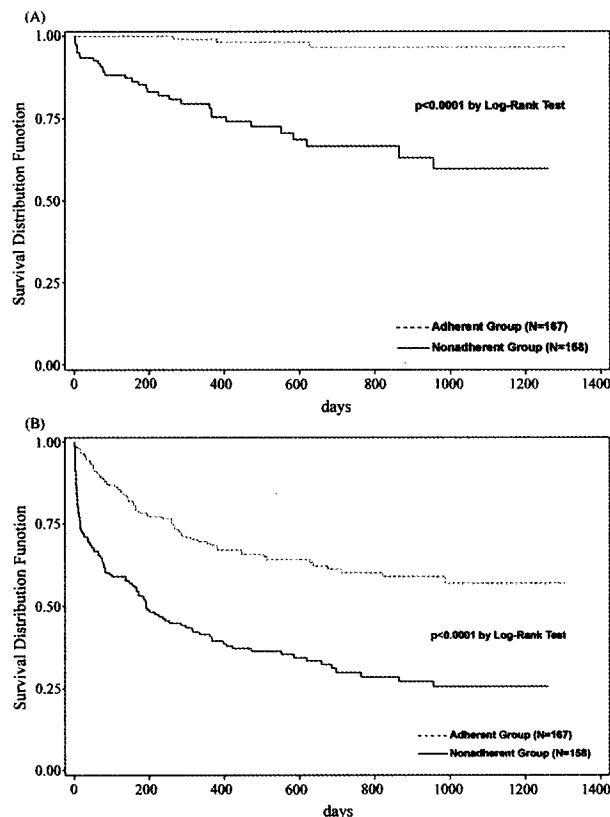 (A)
1.00
0.75
0.50
0.25
0.00
Survival Distribution Function
p<0.0001 by Log-Rank Test
Adherent Group (N=167)
Nonadherent Group (N=158)
0 200 400 600 800 1000 1200 1400
days
(B)
1.00
0.75
0.50
0.25
0.00
Survival Distribution Function
p<0.0001 by Log-Rank Test
Adherent Group (N=167)
Nonadherent Group (N=158)
0 200 400 600 800 1000 1200 1400
days